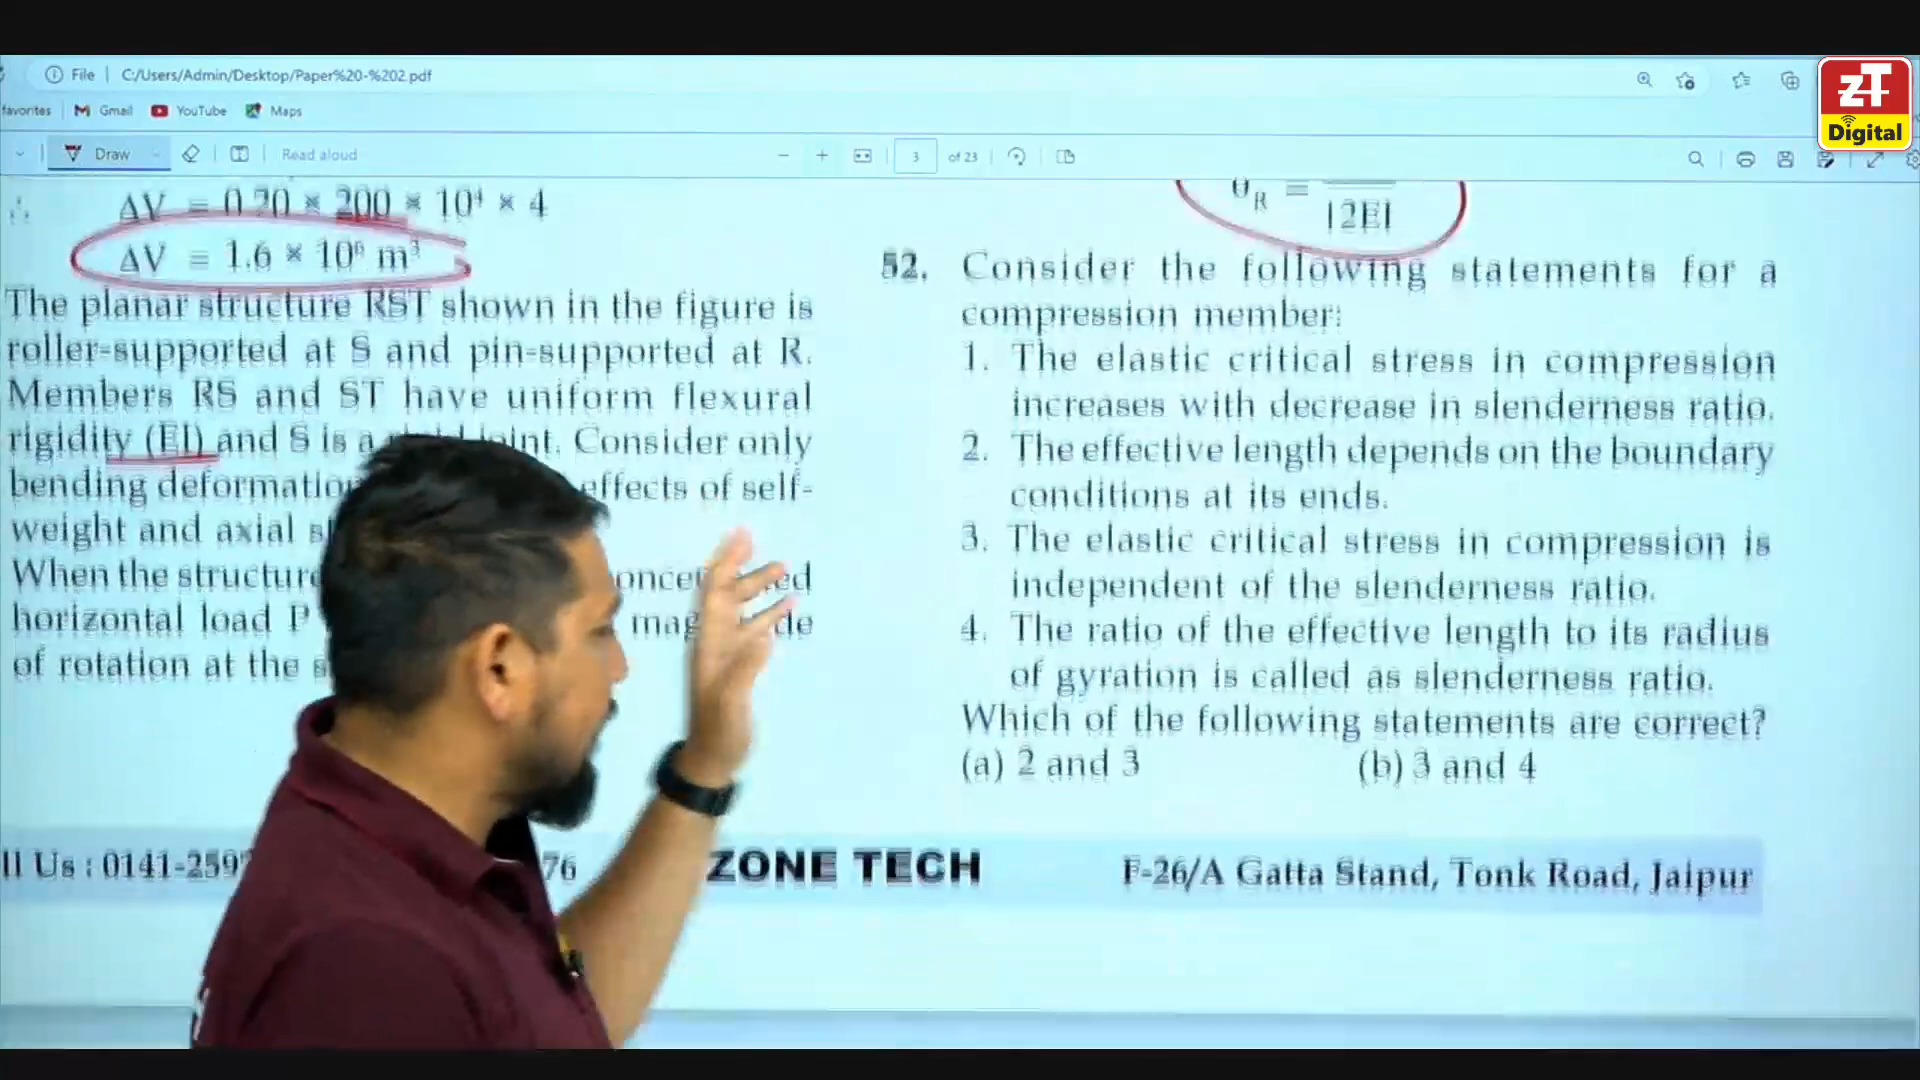 File | C:/Users/Admin/Desktop/Paper%20-%202.pdf
favorites Gmail YouTube Maps
Draw Read aloud 3 of 23
zT
Digital
∴ ΔV = 0.20 × 200 × 10⁴ × 4
ΔV = 1.6 × 10⁶ m³
The planar structure RST shown in the figure is
roller-supported at S and pin-supported at R.
Members RS and ST have uniform flexural
rigidity (EI) and S is a joint. Consider only
bending effects of self-
weight and axial
When the
horizontal load P
of rotation at the
θR =
12EI
52. Consider the following statements for a
compression member:
1. The elastic critical stress in compression
increases with decrease in slenderness ratio.
2. The effective length depends on the boundary
conditions at its ends.
3. The elastic critical stress in compression is
independent of the slenderness ratio.
4. The ratio of the effective length to its radius
of gyration is called as slenderness ratio.
Which of the following statements are correct?
(a) 2 and 3 (b) 3 and 4
ll Us : 0141-259 76 ZONE TECH F-26/A Gatta Stand, Tonk Road, Jaipur